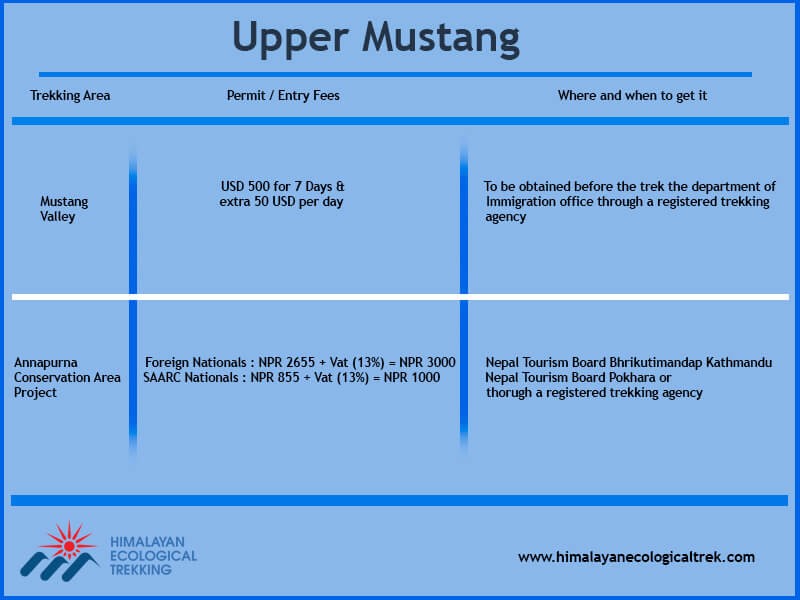 Upper Mustang
Trekking Area
Permit / Entry Fees
Where and when to get it
Mustang
Valley
USD 500 for 7 Days &
extra 50 USD per day
To be obtained before the trek the department of
Immigration office through a registered trekking
agency
Annapurna
Conservation Area
Project
Foreign Nationals : NPR 2655 + Vat (13%) = NPR 3000
SAARC Nationals : NPR 855 + Vat (13%) = NPR 1000
Nepal Tourism Board Bhrikutimandap Kathmandu
Nepal Tourism Board Pokhara or
thorugh a registered trekking agency
HIMALAYAN
ECOLOGICAL
TREKKING
www.himalayanecologicaltrek.com